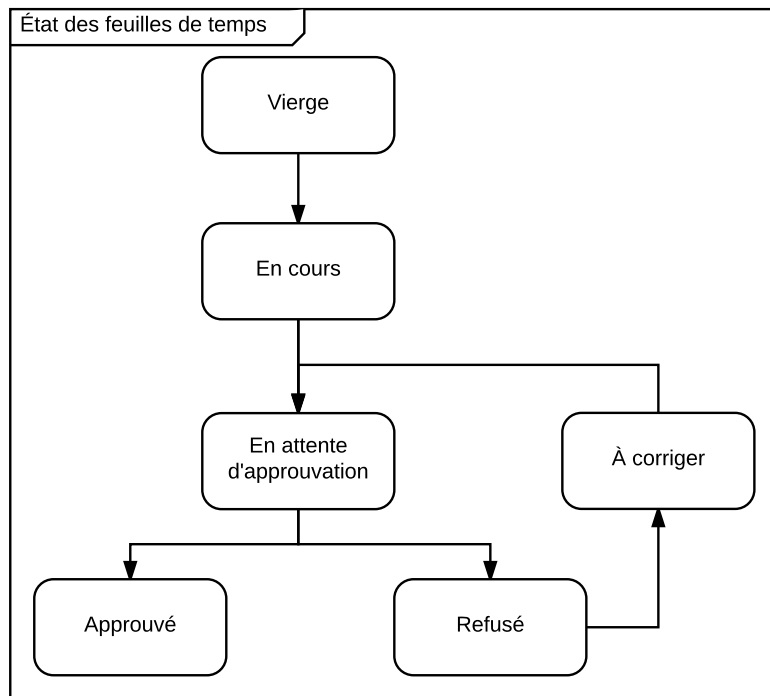 État des feuilles de temps
Vierge
En cours
En attente
d'approuvation
À corriger
Approuvé
Refusé